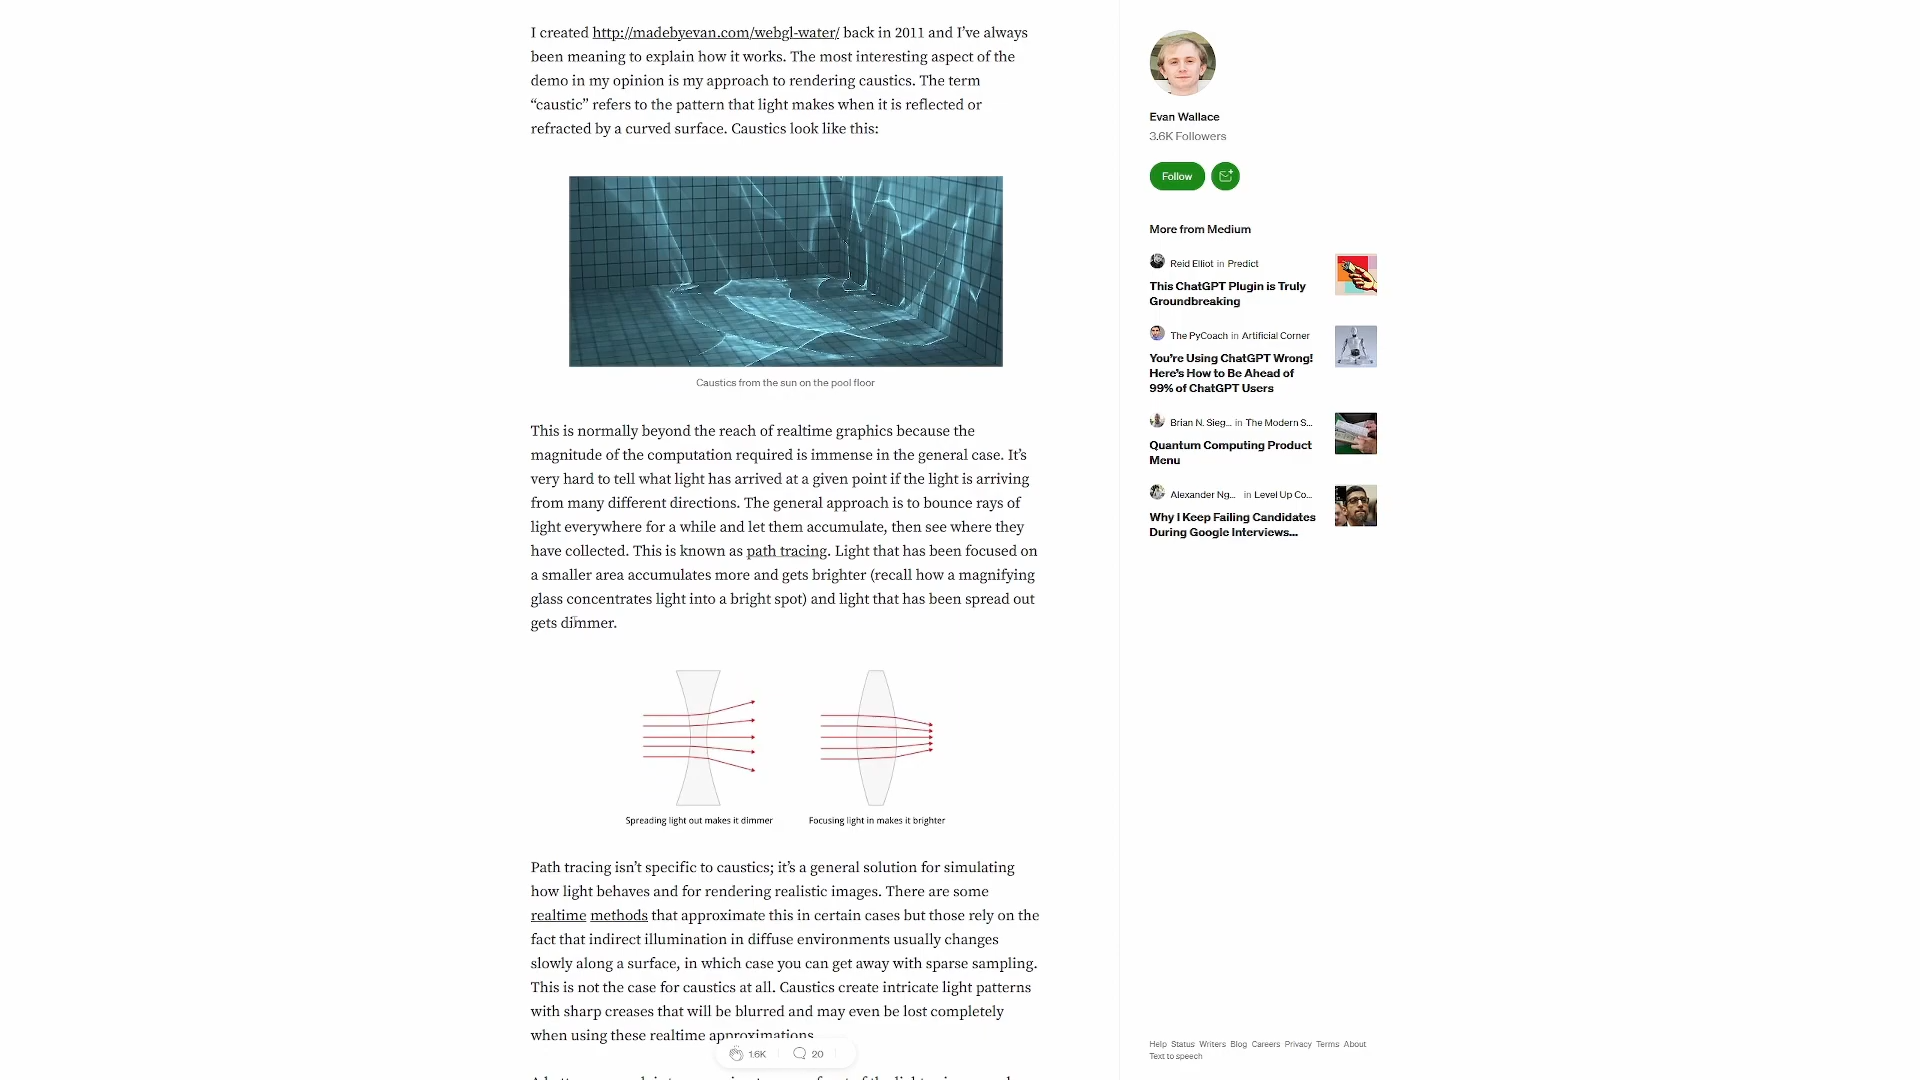 I created http://madebyevan.com/webgl-water/ back in 2011 and I’ve always
been meaning to explain how it works. The most interesting aspect of the
demo in my opinion is my approach to rendering caustics. The term
“caustic” refers to the pattern that light makes when it is reflected or
refracted by a curved surface. Caustics look like this:
Caustics from the sun on the pool floor
This is normally beyond the reach of realtime graphics because the
magnitude of the computation required is immense in the general case. It’s
very hard to tell what light has arrived at a given point if the light is arriving
from many different directions. The general approach is to bounce rays of
light everywhere for a while and let them accumulate, then see where they
have collected. This is known as path tracing. Light that has been focused on
a smaller area accumulates more and gets brighter (recall how a magnifying
glass concentrates light into a bright spot) and light that has been spread out
gets dimmer.
Spreading light out makes it dimmer
Focusing light in makes it brighter
Path tracing isn’t specific to caustics; it’s a general solution for simulating
how light behaves and for rendering realistic images. There are some
realtime methods that approximate this in certain cases but those rely on the
fact that indirect illumination in diffuse environments usually changes
slowly along a surface, in which case you can get away with sparse sampling.
This is not the case for caustics at all. Caustics create intricate light patterns
with sharp creases that will be blurred and may even be lost completely
when using these realtime approximations.
1.6K
20
Evan Wallace
3.6K Followers
Follow
More from Medium
Reid Elliot in Predict
This ChatGPT Plugin is Truly
Groundbreaking
The PyCoach in Artificial Corner
You’re Using ChatGPT Wrong!
Here’s How to Be Ahead of
99% of ChatGPT Users
Brian N. Sieg... in The Modern S...
Quantum Computing Product
Menu
Alexander Ng... in Level Up Co...
Why I Keep Failing Candidates
During Google Interviews...
Help Status Writers Blog Careers Privacy Terms About
Text to speech